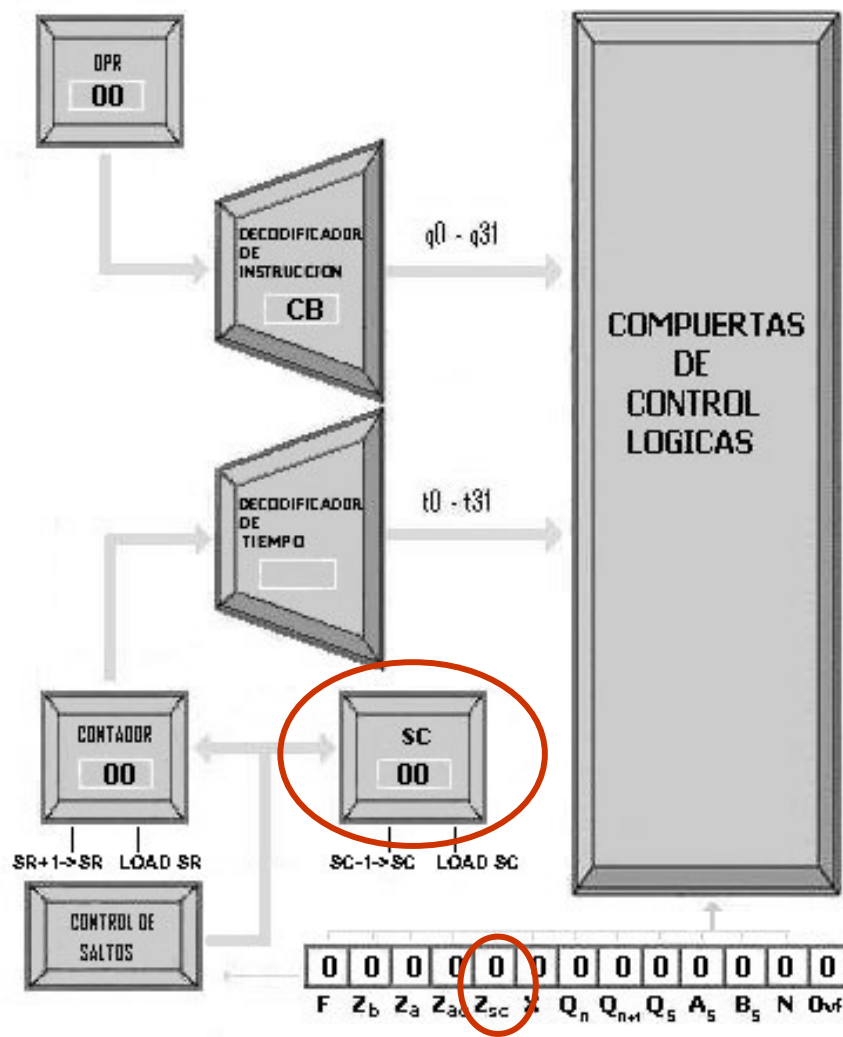 OPR
00
DECODIFICADOR
DE
INSTRUCCION
CB
q0 - q31
COMPUERTAS
DE
CONTROL
LOGICAS
DECODIFICADOR
DE
TIEMPO
t0 - t31
CONTADOR
00
SC
00
SR+1->SR LOAD SR
SC-1->SC LOAD SC
CONTROL DE
SALTOS
0 0 0 0 0 0 0 0 0 0 0 0 0
F Zb Za Zac Zsc X Qn Qn+1 Qs As Bs N Ovf